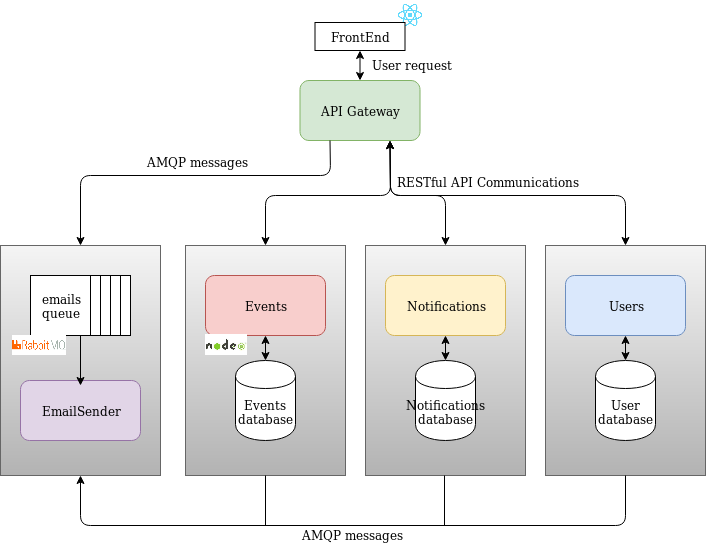 FrontEnd
User request
API Gateway
AMQP messages
RESTful API Communications
emails
queue
RabbitMQ
EmailSender
Events
node
Events
database
Notifications
Notifications
database
Users
User
database
AMQP messages